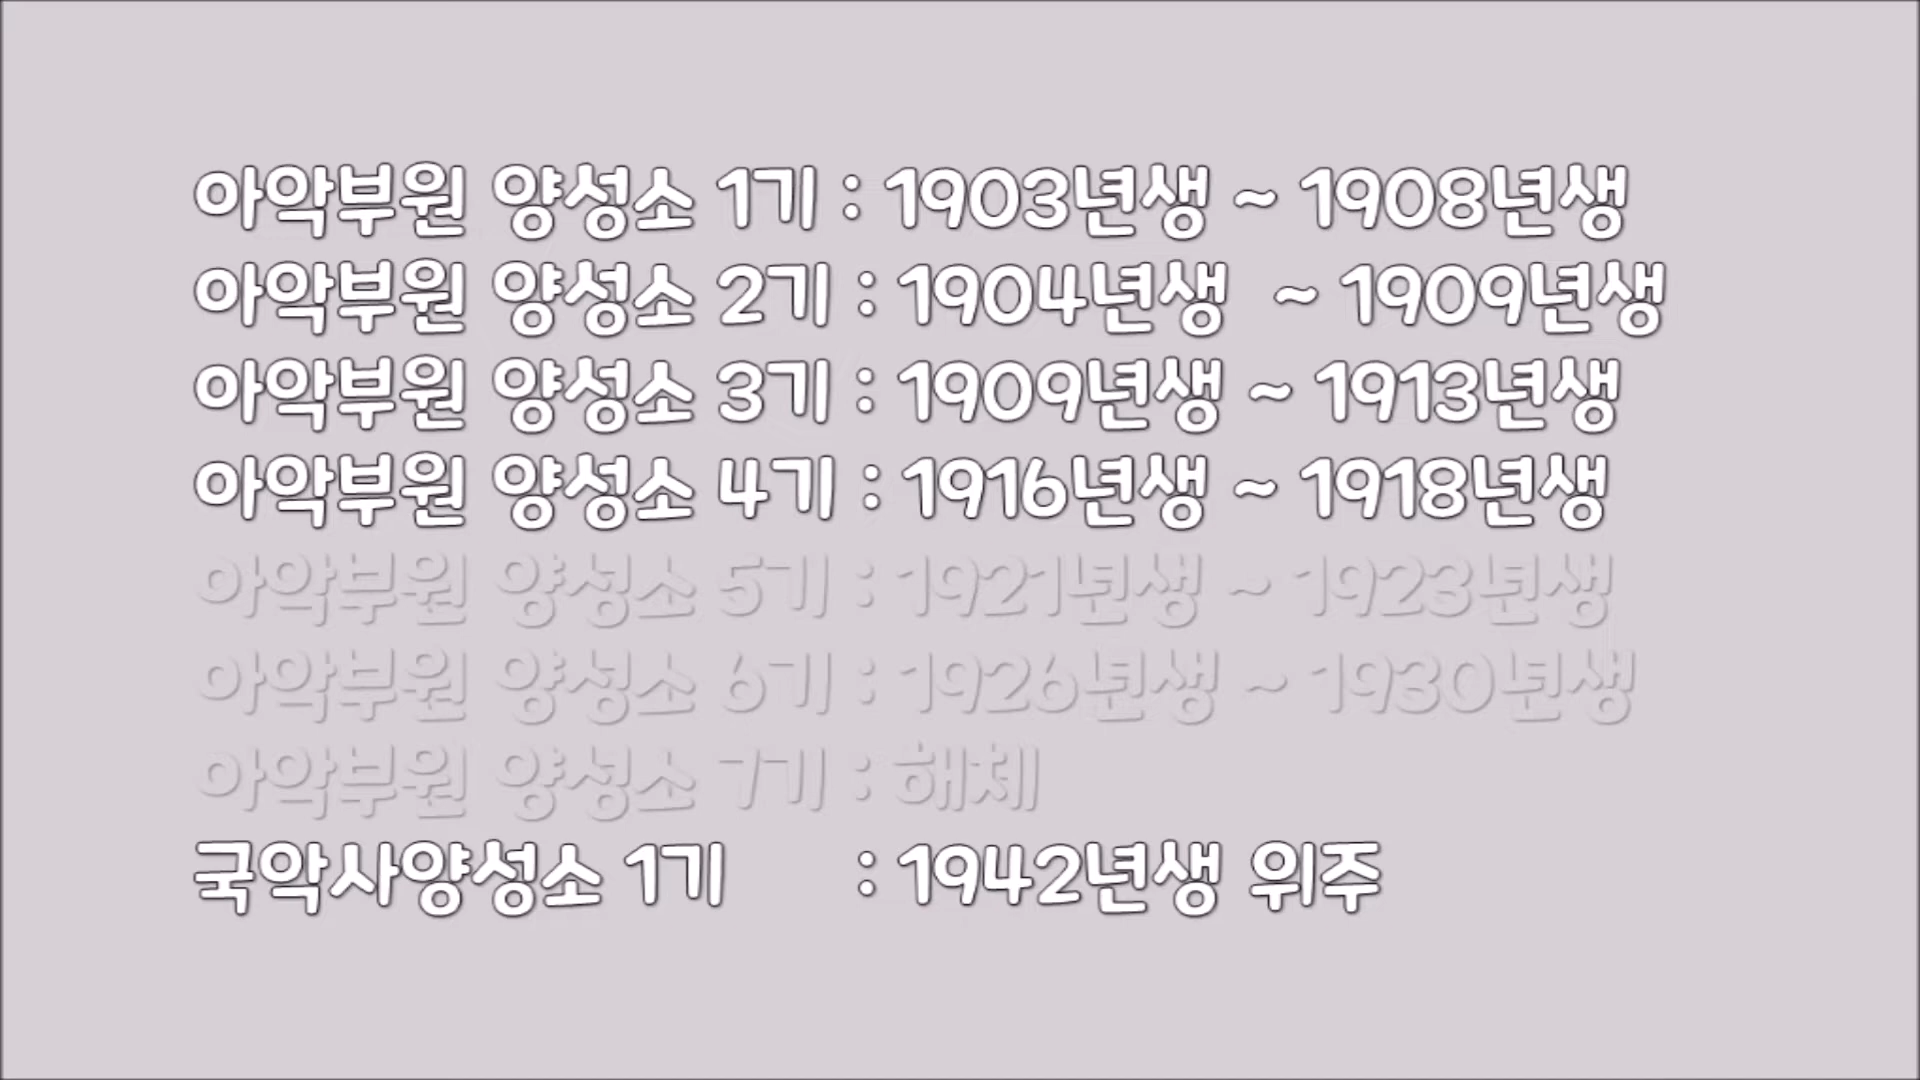 아악부원 양성소 1기 : 1903년생 ~ 1908년생
아악부원 양성소 2기 : 1904년생 ~ 1909년생
아악부원 양성소 3기 : 1909년생 ~ 1913년생
아악부원 양성소 4기 : 1916년생 ~ 1918년생
아악부원 양성소 5기 : 1921년생 ~ 1923년생
아악부원 양성소 6기 : 1926년생 ~ 1930년생
아악부원 양성소 7기 : 해체
국악사양성소 1기 : 1942년생 위주